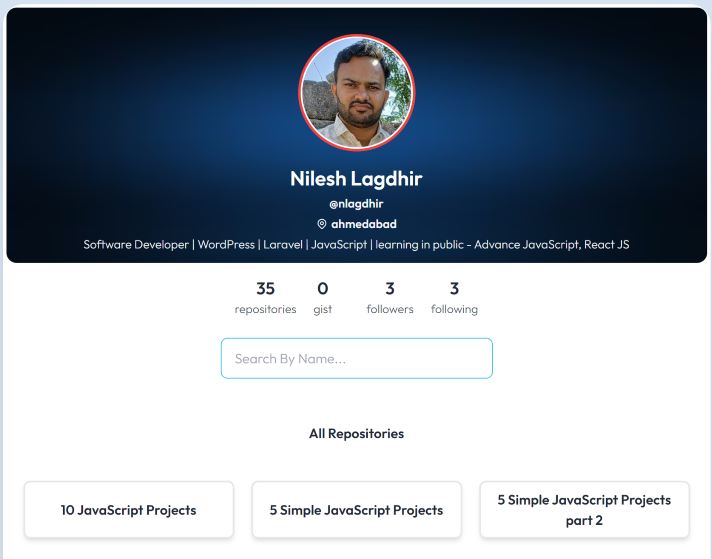 Nilesh Lagdhir
@nlagdhir
ahmedabad
Software Developer | WordPress | Laravel | JavaScript | learning in public - Advance JavaScript, React JS
35 0 3 3
repositories gist followers following
Search By Name...
All Repositories
10 JavaScript Projects
5 Simple JavaScript Projects
5 Simple JavaScript Projects
part 2